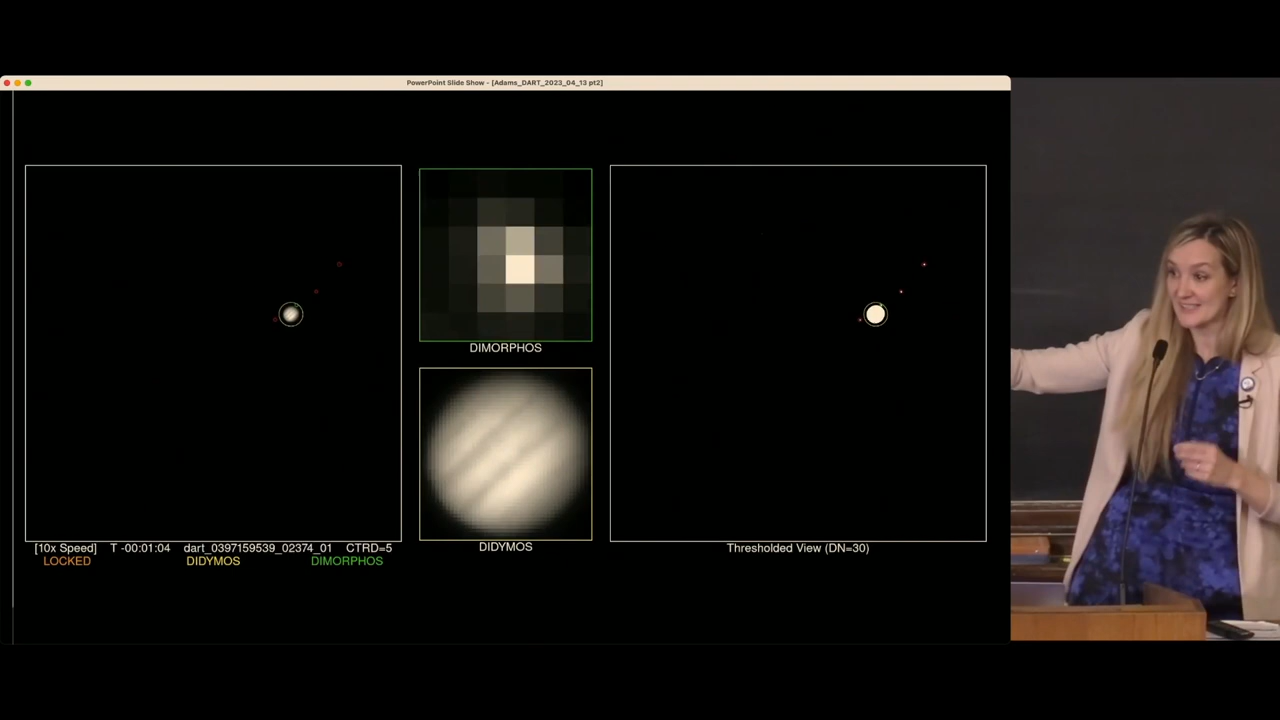 PowerPoint Slide Show - [Adams_DART_2023_04_13 pt2]
DIMORPHOS
DIDYMOS
[10x Speed] T -00:01:04 dart_0397159539_02374_01 CTRD=5
LOCKED DIDYMOS DIMORPHOS
Thresholded View (DN=30)